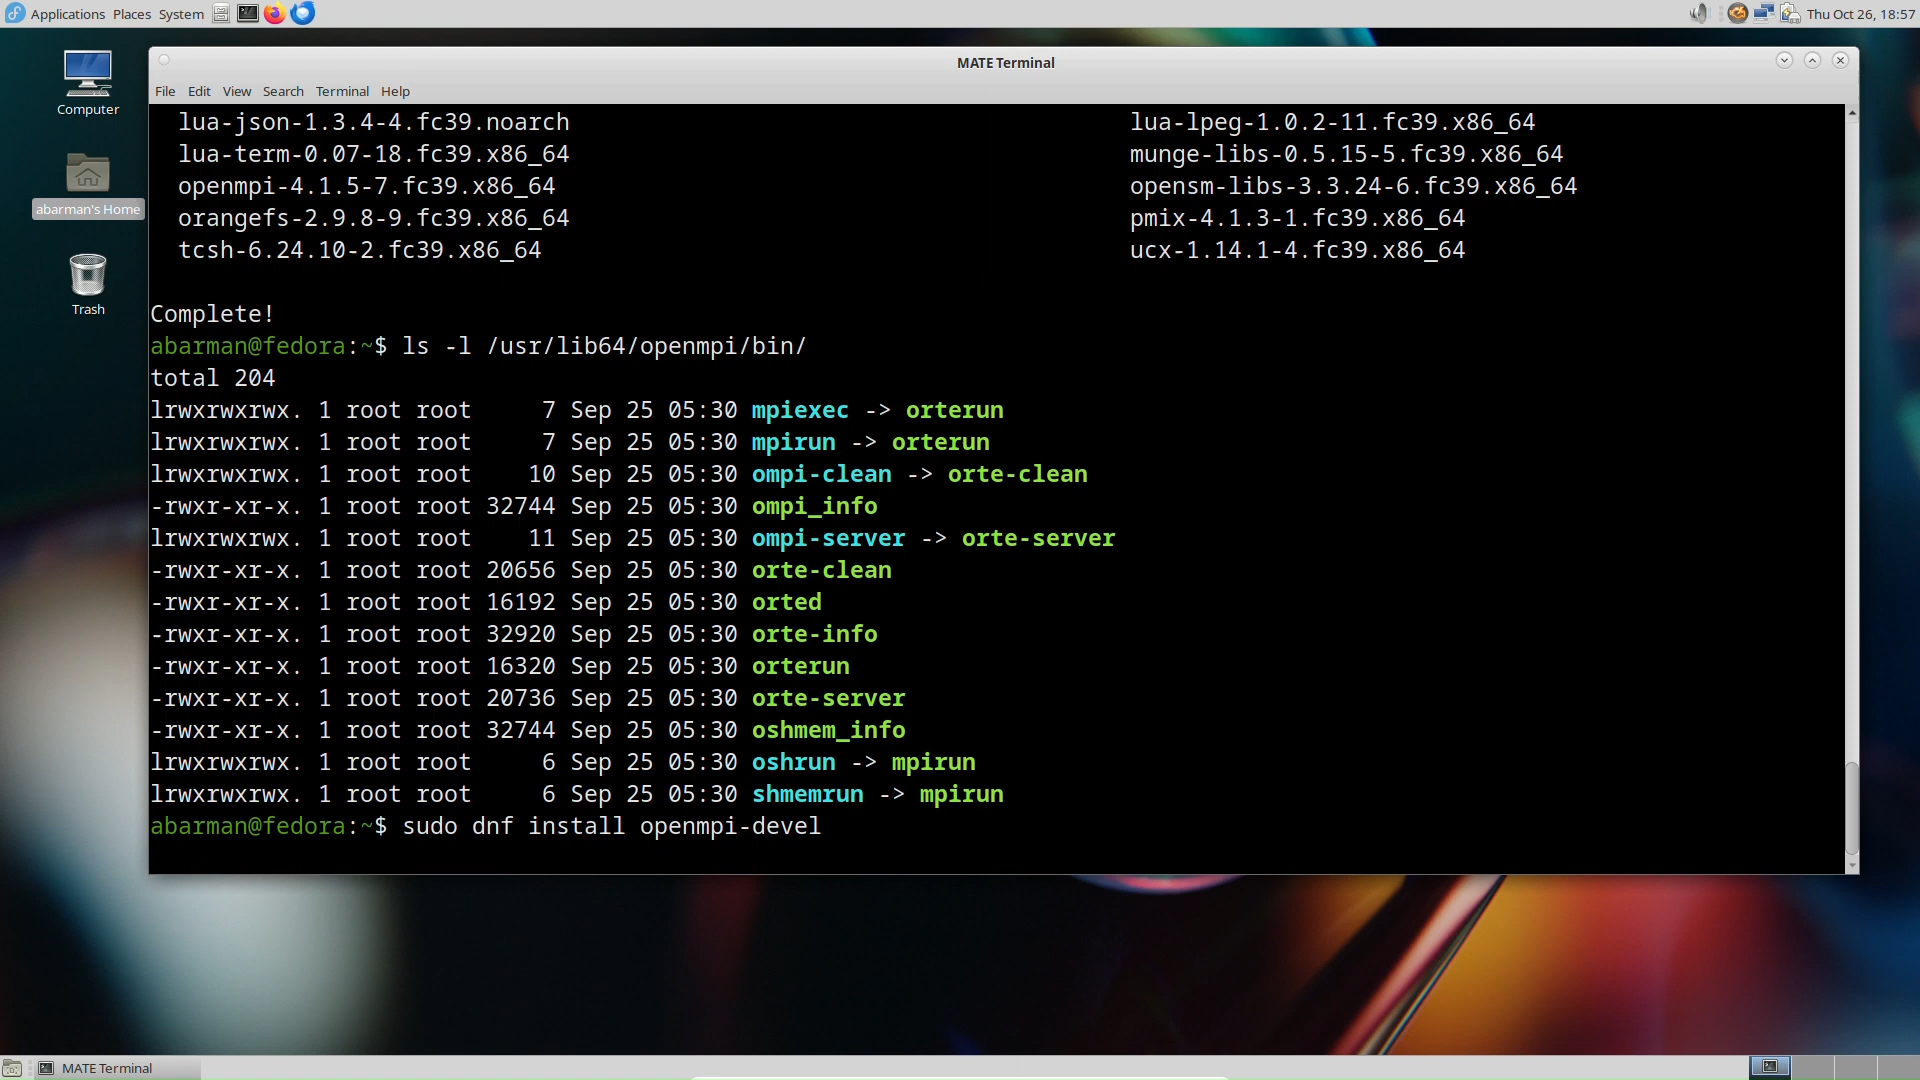 Applications Places System Thu Oct 26, 18:57
Computer
abarman's Home
Trash
MATE Terminal
File Edit View Search Terminal Help
lua-json-1.3.4-4.fc39.noarch lua-lpeg-1.0.2-11.fc39.x86_64
lua-term-0.07-18.fc39.x86_64 munge-libs-0.5.15-5.fc39.x86_64
openmpi-4.1.5-7.fc39.x86_64 opensm-libs-3.3.24-6.fc39.x86_64
orangefs-2.9.8-9.fc39.x86_64 pmix-4.1.3-1.fc39.x86_64
tcsh-6.24.10-2.fc39.x86_64 ucx-1.14.1-4.fc39.x86_64
Complete!
abarman@fedora:~$ ls -l /usr/lib64/openmpi/bin/
total 204
lrwxrwxrwx. 1 root root 7 Sep 25 05:30 mpiexec -> orterun
lrwxrwxrwx. 1 root root 7 Sep 25 05:30 mpirun -> orterun
lrwxrwxrwx. 1 root root 10 Sep 25 05:30 ompi-clean -> orte-clean
-rwxr-xr-x. 1 root root 32744 Sep 25 05:30 ompi_info
lrwxrwxrwx. 1 root root 11 Sep 25 05:30 ompi-server -> orte-server
-rwxr-xr-x. 1 root root 20656 Sep 25 05:30 orte-clean
-rwxr-xr-x. 1 root root 16192 Sep 25 05:30 orted
-rwxr-xr-x. 1 root root 32920 Sep 25 05:30 orte-info
-rwxr-xr-x. 1 root root 16320 Sep 25 05:30 orterun
-rwxr-xr-x. 1 root root 20736 Sep 25 05:30 orte-server
-rwxr-xr-x. 1 root root 32744 Sep 25 05:30 oshmem_info
lrwxrwxrwx. 1 root root 6 Sep 25 05:30 oshrun -> mpirun
lrwxrwxrwx. 1 root root 6 Sep 25 05:30 shmemrun -> mpirun
abarman@fedora:~$ sudo dnf install openmpi-devel
MATE Terminal